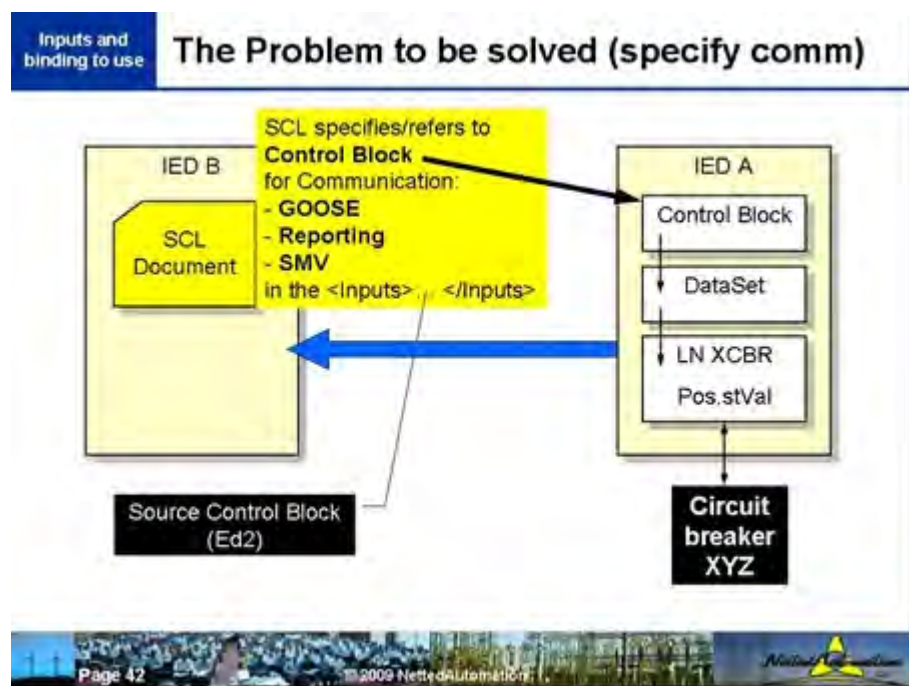 Inputs and
binding to use
The Problem to be solved (specify comm)
SCL specifies/refers to
Control Block
for Communication:
- GOOSE
- Reporting
- SMV
in the <Inputs> ... </Inputs>
IED B
SCL
Document
IED A
Control Block
DataSet
LN XCBR
Pos.stVal
Source Control Block
(Ed2)
Circuit
breaker
XYZ
Page 42
© 2009 NettedAutomation
NettedAutomation